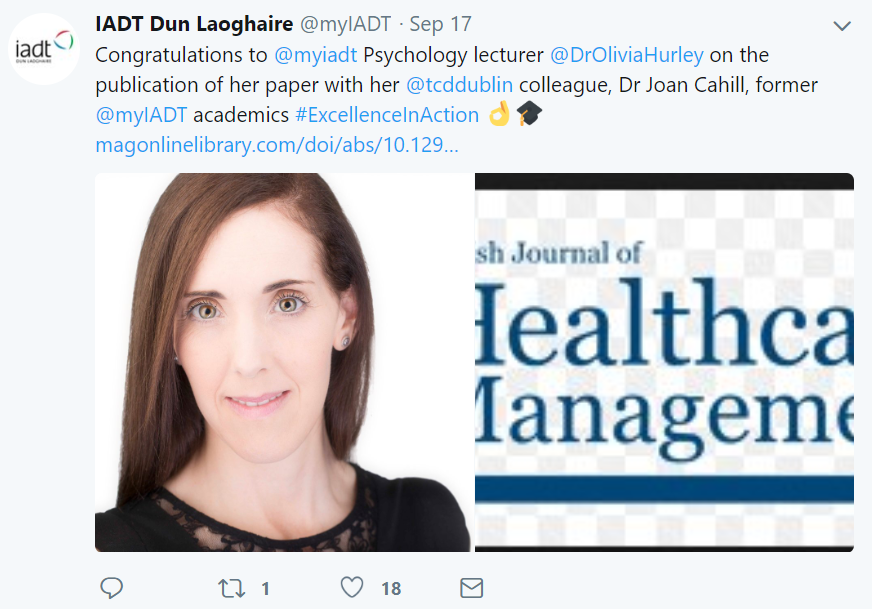 IADT Dun Laoghaire @myIADT · Sep 17
iadt
DUN LAOGHAIRE
Congratulations to @myiadt Psychology lecturer @DrOliviaHurley on the
publication of her paper with her @tcddublin colleague, Dr Joan Cahill, former
@myIADT academics #ExcellenceInAction 👌🎓
magonlinelibrary.com/doi/abs/10.129…
sh Journal of
Healthca
Manageme
1 18